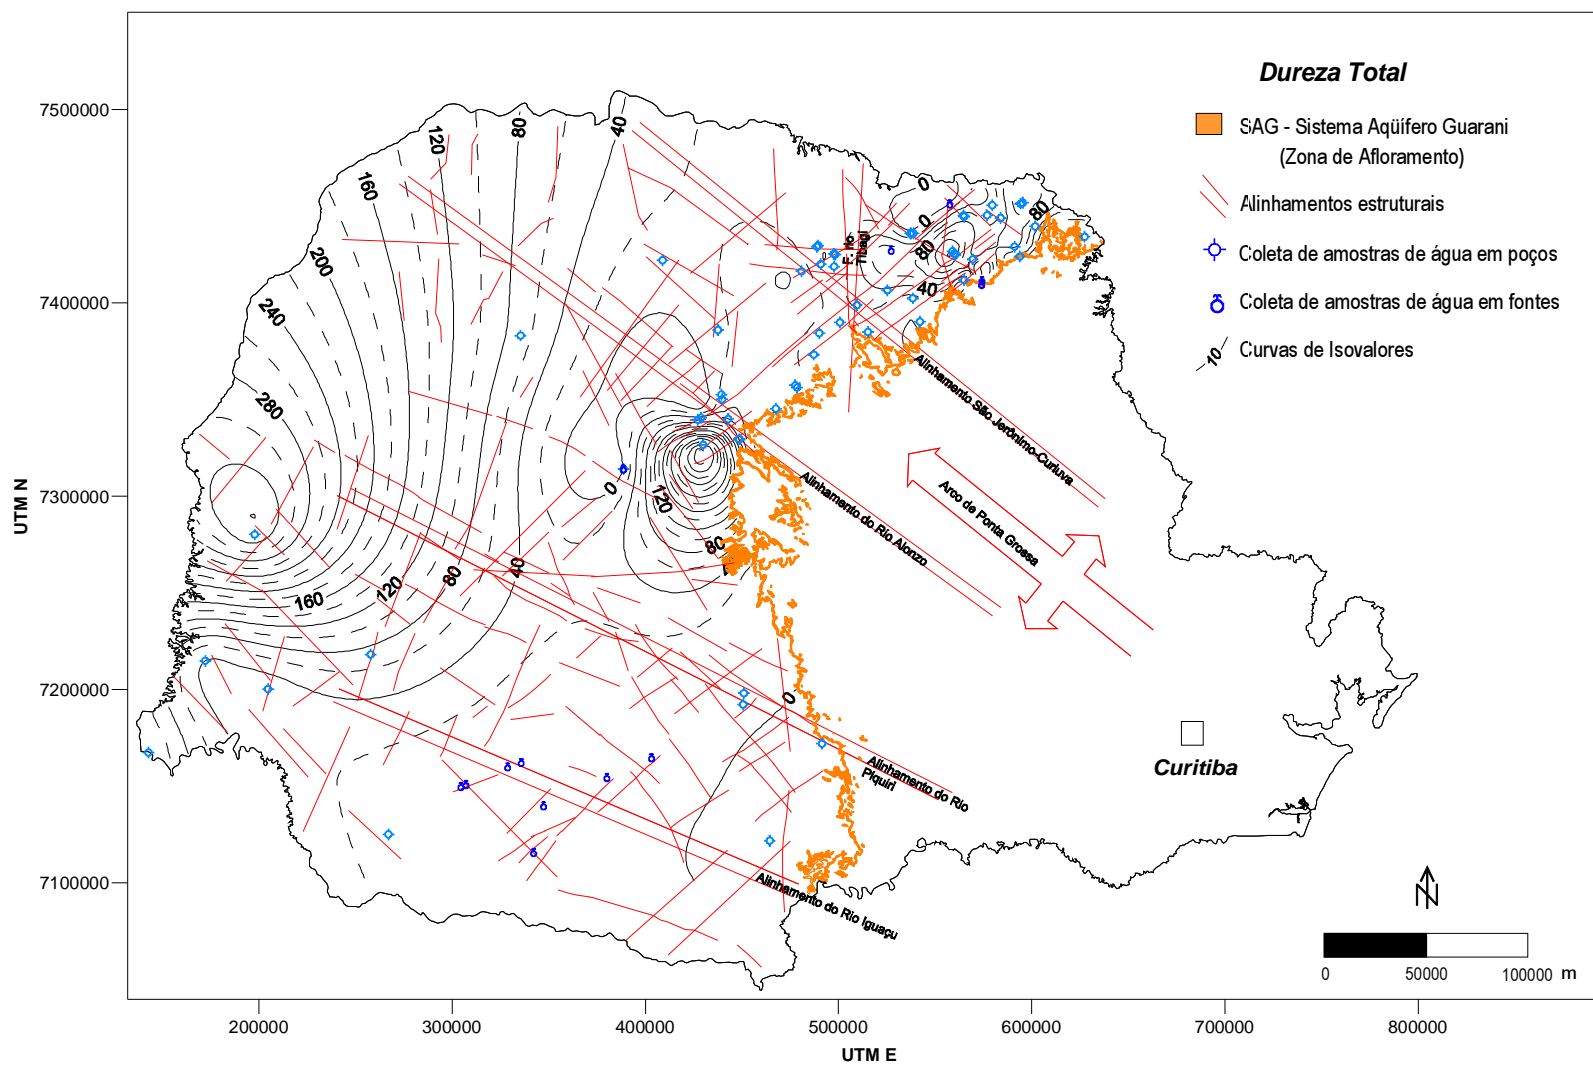 Dureza Total
SAG - Sistema Aqüífero Guarani
(Zona de Afloramento)
Alinhamentos estruturais
Coleta de amostras de água em poços
Coleta de amostras de água em fontes
10
Curvas de Isovalores
7500000
7400000
7300000
7200000
7100000
UTM N
120
80
40
160
200
240
280
0
0
80
80
40
F. rio
Tibagi
0
120
80
160
120
80
40
0
Alinhamento São Jerônimo-Curiuva
Alinhamento do Rio Alonzo
Arco de Ponta Grossa
Alinhamento do Rio
Piquiri
Alinhamento do Rio Iguaçu
Curitiba
N
0 50000 100000 m
200000 300000 400000 500000 600000 700000 800000
UTM E